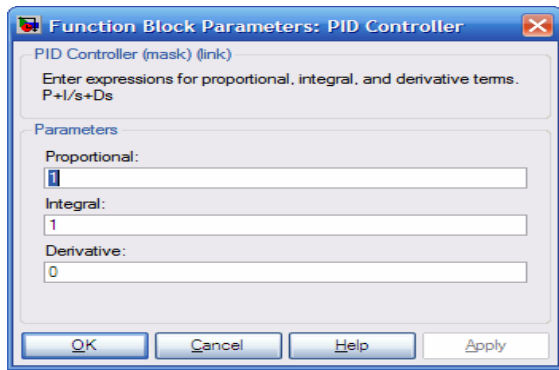 Function Block Parameters: PID Controller
PID Controller (mask) (link)
Enter expressions for proportional, integral, and derivative terms.
P+I/s+Ds
Parameters
Proportional:
1
Integral:
1
Derivative:
0
OK Cancel Help Apply